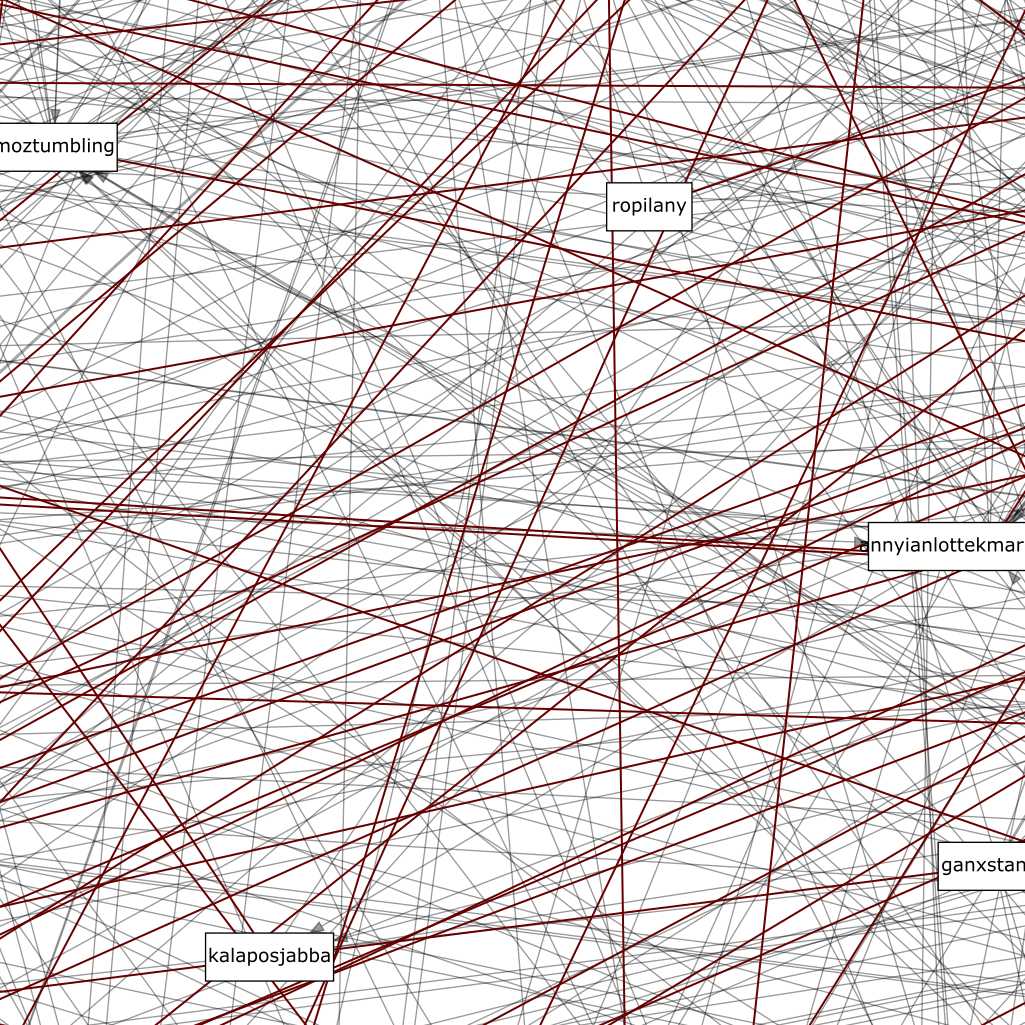 moztumbling
ropilany
annyianlottekmar
ganxstan
kalaposjabba